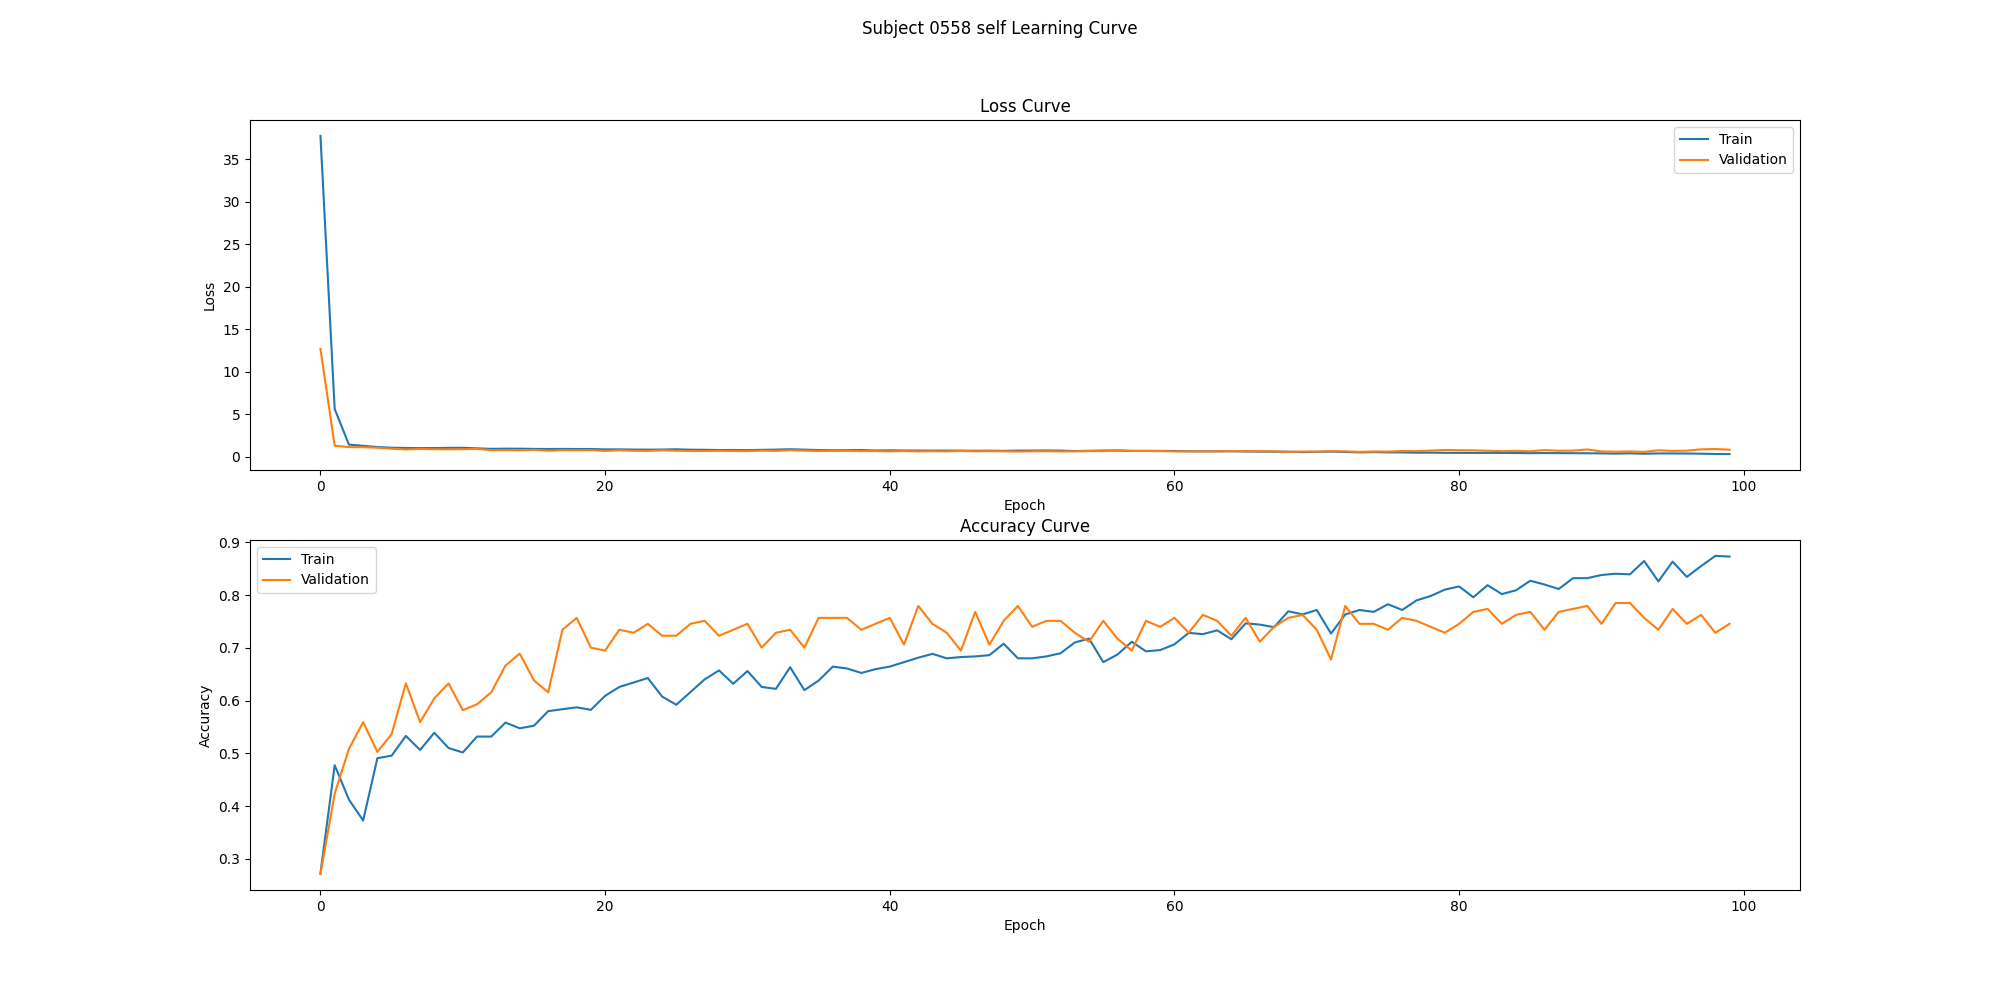 Subject 0558 self Learning Curve
Loss Curve
Train
Validation
35
30
25
20
15
10
5
0
Loss
0 20 40 60 80 100
Epoch
Accuracy Curve
Train
Validation
0.9
0.8
0.7
0.6
0.5
0.4
0.3
Accuracy
0 20 40 60 80 100
Epoch